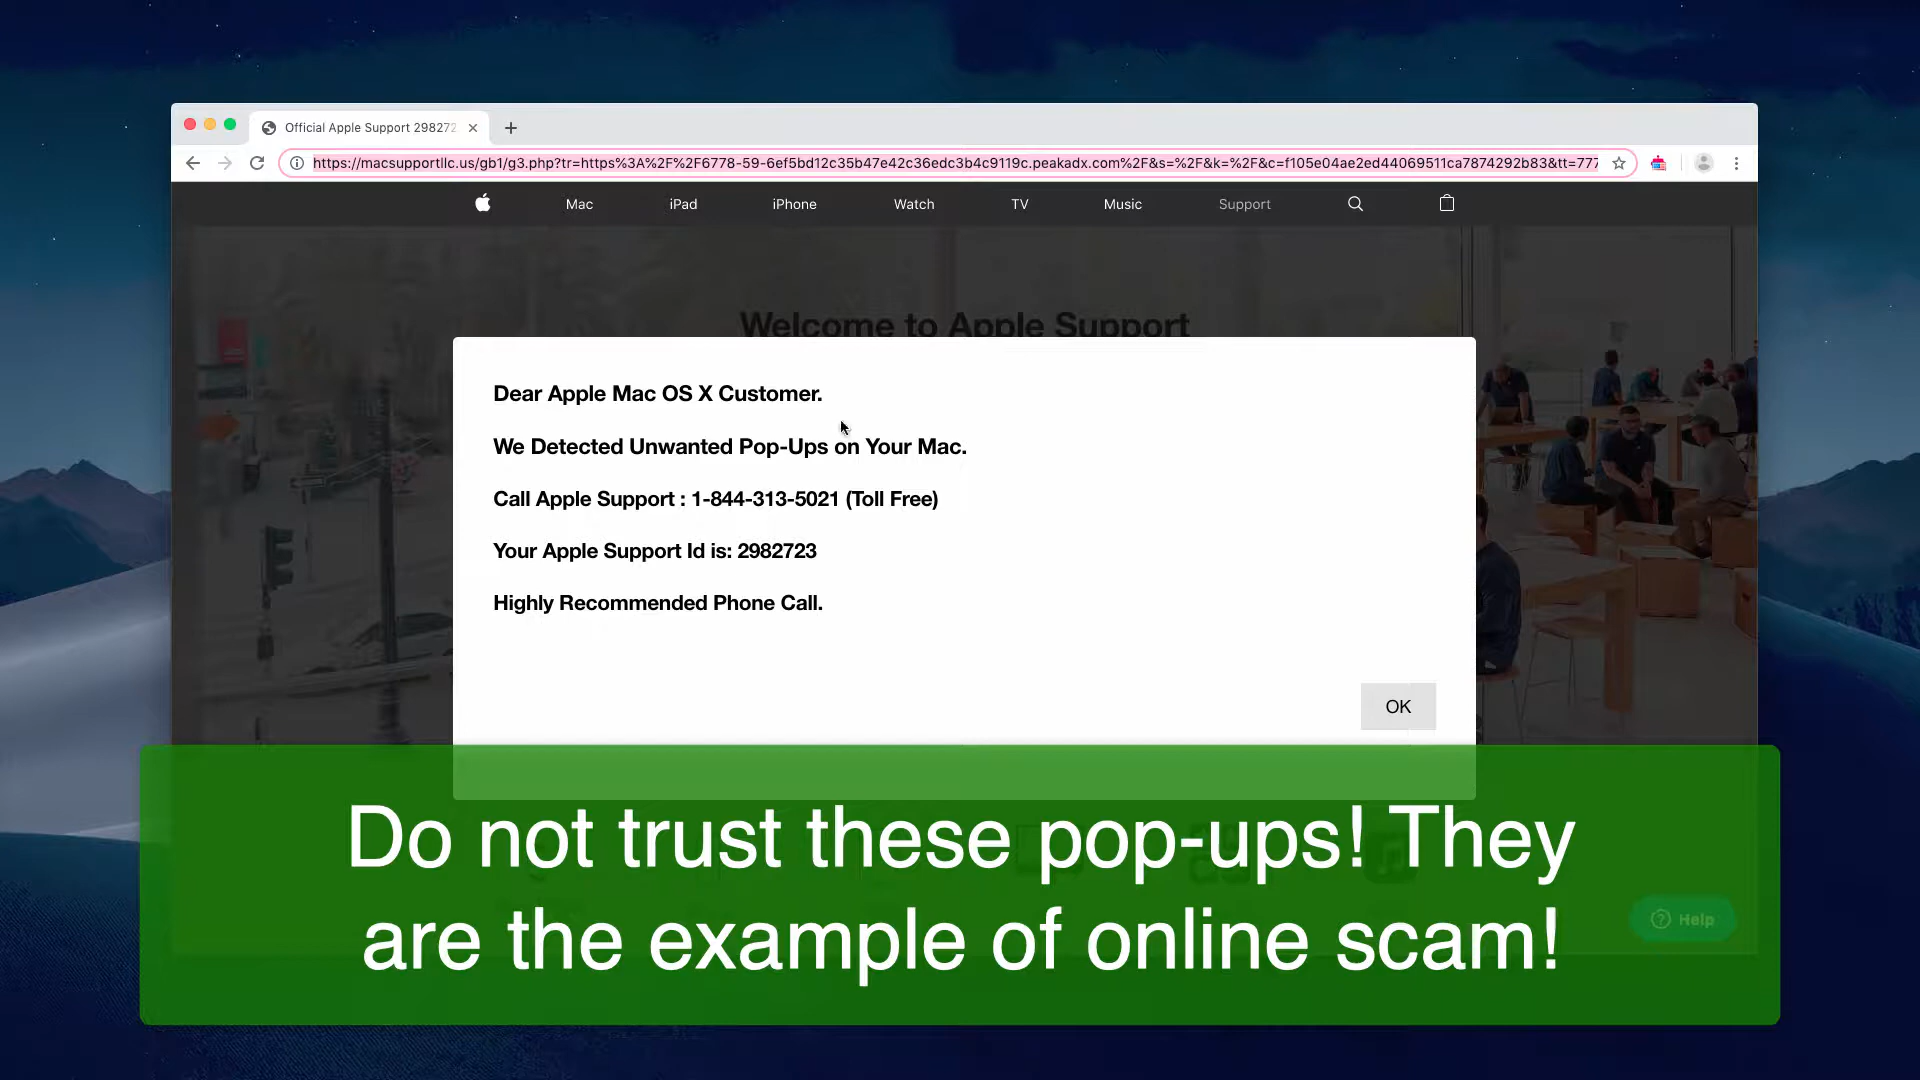 Official Apple Support 298272
https://macsupportllc.us/gb1/g3.php?tr=https%3A%2F%2F6778-59-6ef5bd12c35b47e42c36edc3b4c9119c.peakadx.com%2F&s=%2F&k=%2F&c=f105e04ae2ed44069511ca7874292b83&tt=777
Mac iPad iPhone Watch TV Music Support
Welcome to Apple Support
Dear Apple Mac OS X Customer.
We Detected Unwanted Pop-Ups on Your Mac.
Call Apple Support : 1-844-313-5021 (Toll Free)
Your Apple Support Id is: 2982723
Highly Recommended Phone Call.
OK
Do not trust these pop-ups! They
are the example of online scam!
Help